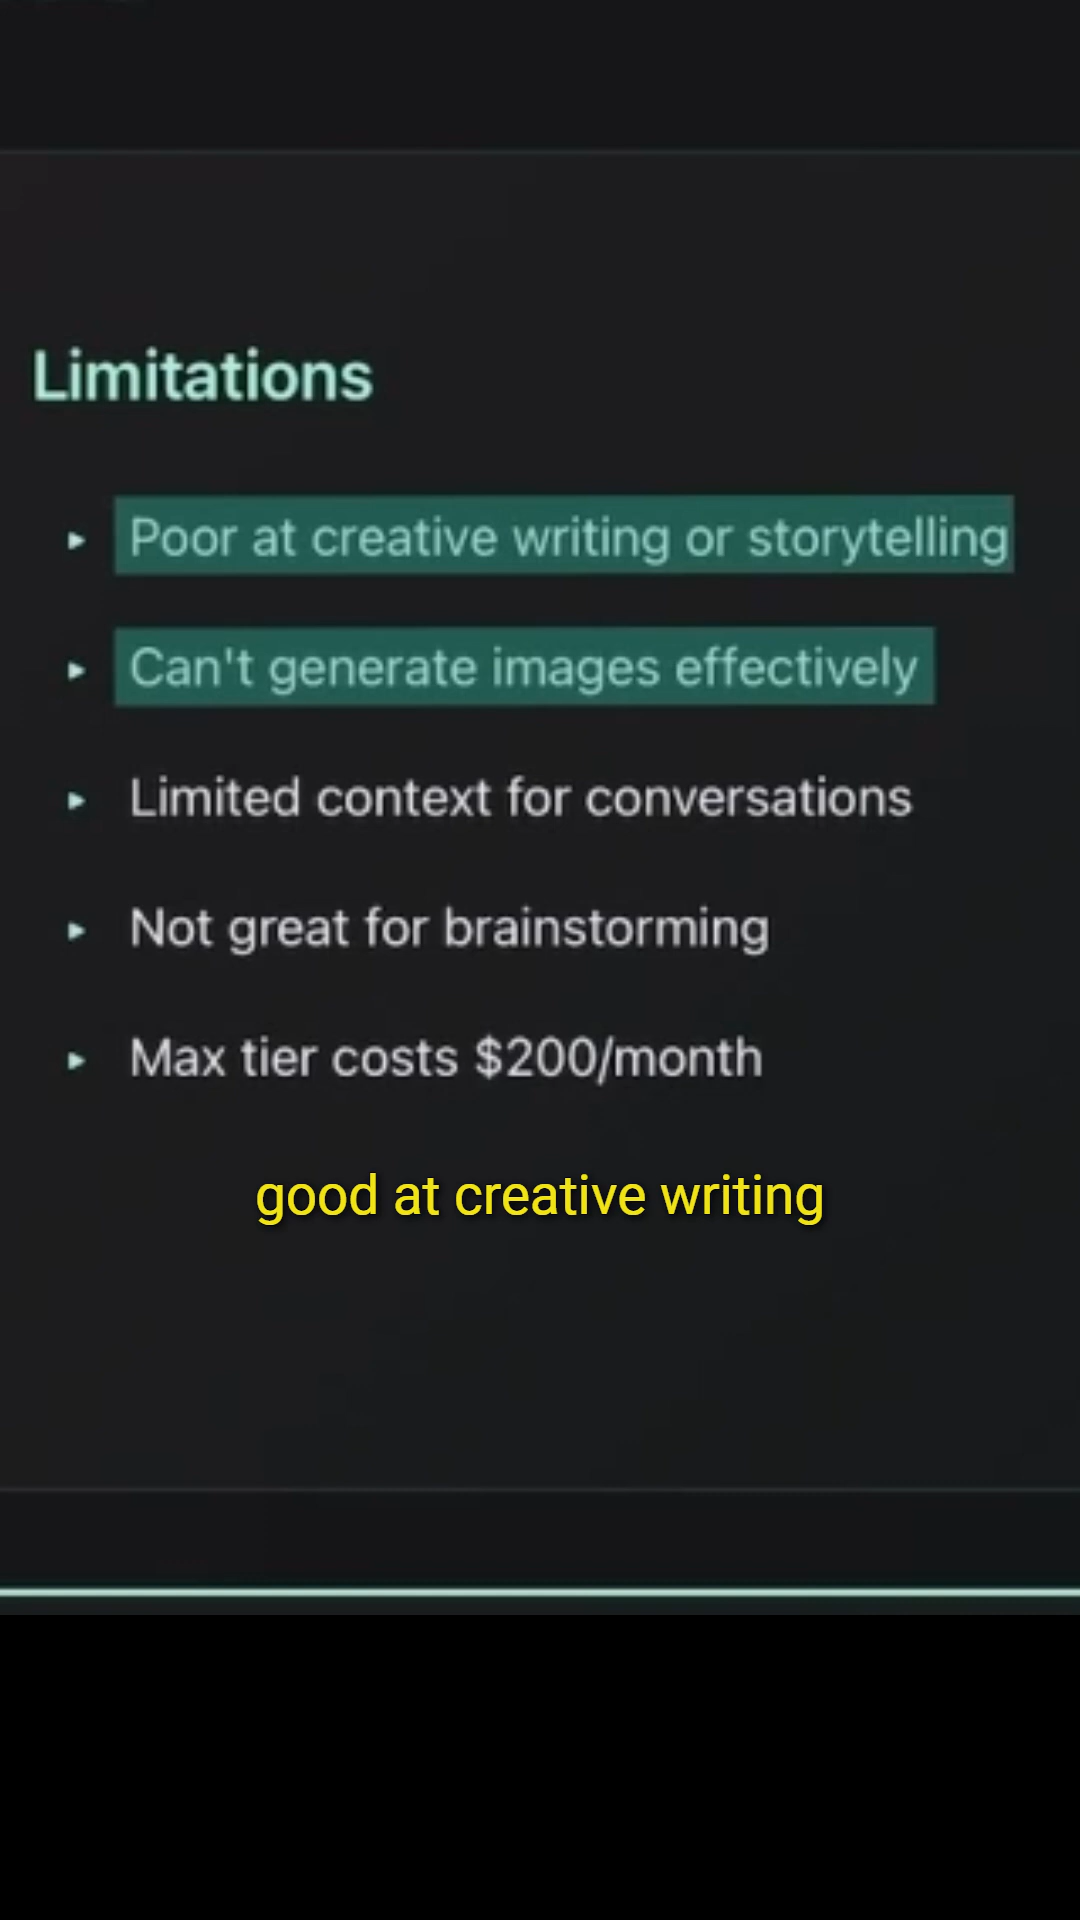 Limitations
Poor at creative writing or storytelling
Can't generate images effectively
Limited context for conversations
Not great for brainstorming
Max tier costs $200/month
good at creative writing